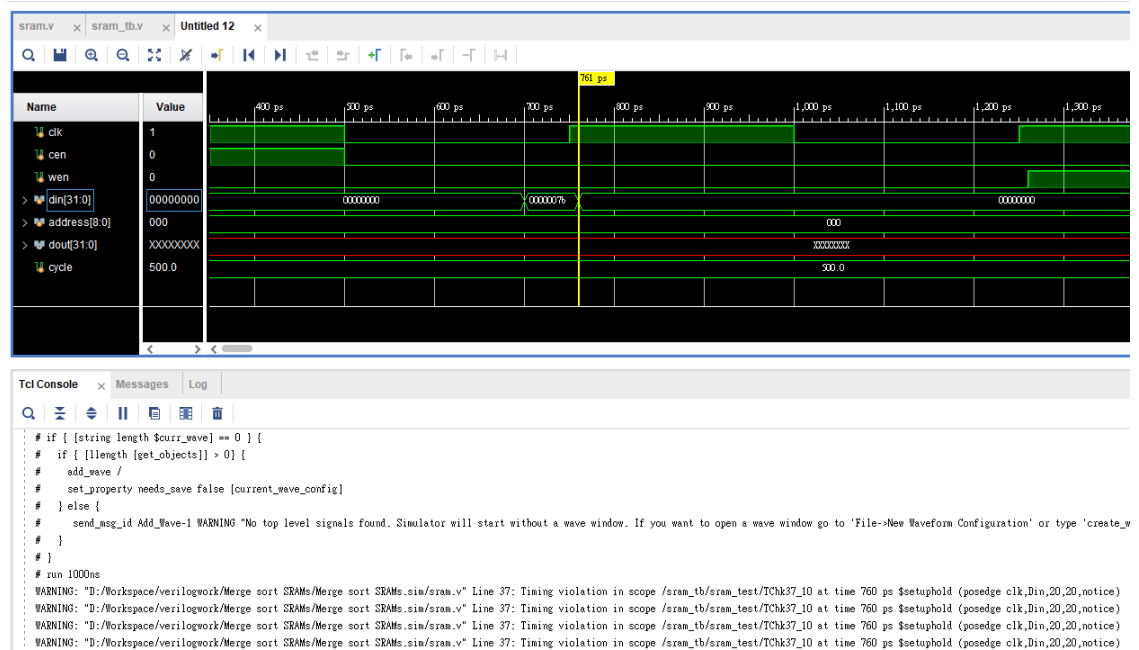 sram.v × sram_tb.v × Untitled 12 ×
761 ps
Name Value
400 ps 500 ps 600 ps 700 ps 800 ps 900 ps 1,000 ps 1,100 ps 1,200 ps 1,300 ps
clk 1
cen 0
wen 0
din[31:0] 00000000 00000000 0000007b 00000000
address[8:0] 000 000
dout[31:0] XXXXXXXX XXXXXXXX
cycle 500.0 500.0
Tcl Console × Messages Log
# if { [string length $curr_wave] == 0 } {
# if { [llength [get_objects]] > 0} {
# add_wave /
# set_property needs_save false [current_wave_config]
# } else {
# send_msg_id Add_Wave-1 WARNING "No top level signals found. Simulator will start without a wave window. If you want to open a wave window go to 'File->New Waveform Configuration' or type 'create_w
# }
# }
# run 1000ns
WARNING: "D:/Workspace/verilogwork/Merge sort SRAMs/Merge sort SRAMs.sim/sram.v" Line 37: Timing violation in scope /sram_tb/sram_test/TChk37_10 at time 760 ps $setuphold (posedge clk,Din,20,20,notice)
WARNING: "D:/Workspace/verilogwork/Merge sort SRAMs/Merge sort SRAMs.sim/sram.v" Line 37: Timing violation in scope /sram_tb/sram_test/TChk37_10 at time 760 ps $setuphold (posedge clk,Din,20,20,notice)
WARNING: "D:/Workspace/verilogwork/Merge sort SRAMs/Merge sort SRAMs.sim/sram.v" Line 37: Timing violation in scope /sram_tb/sram_test/TChk37_10 at time 760 ps $setuphold (posedge clk,Din,20,20,notice)
WARNING: "D:/Workspace/verilogwork/Merge sort SRAMs/Merge sort SRAMs.sim/sram.v" Line 37: Timing violation in scope /sram_tb/sram_test/TChk37_10 at time 760 ps $setuphold (posedge clk,Din,20,20,notice)